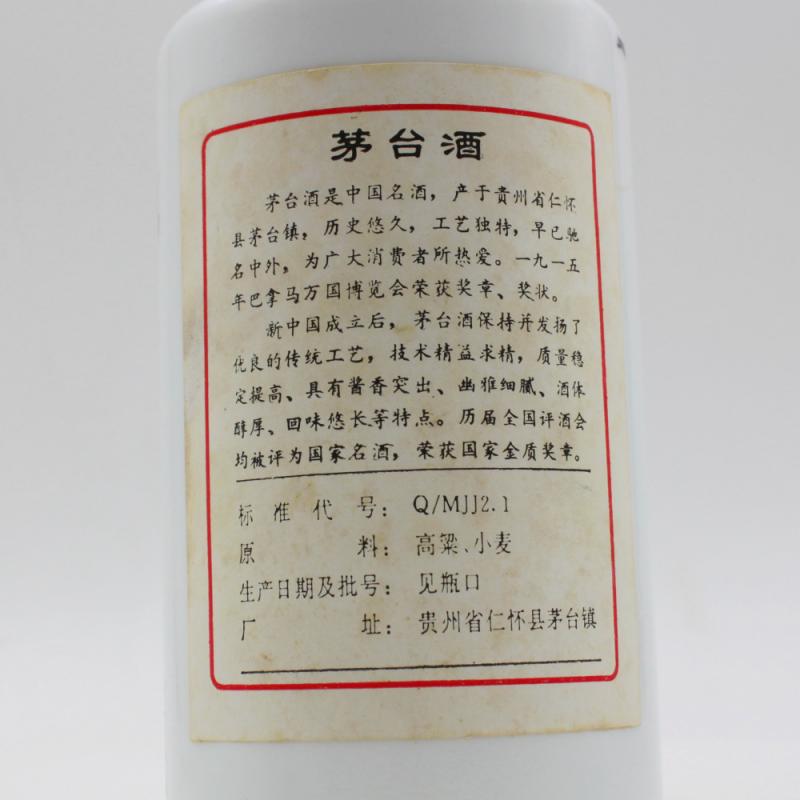 茅台酒
茅台酒是中国名酒，产于贵州省仁怀
县茅台镇，历史悠久，工艺独特，早已驰
名中外，为广大消费者所热爱。一九一五
年巴拿马万国博览会荣获奖章、奖状。
新中国成立后，茅台酒保持并发扬了
优良的传统工艺，技术精益求精，质量稳
定提高、具有酱香突出、幽雅细腻、酒体
醇厚、回味悠长等特点。历届全国评酒会
均被评为国家名酒，荣获国家金质奖章。
标准代号：Q/MJJ2.1
原料：高粱、小麦
生产日期及批号：见瓶口
厂址：贵州省仁怀县茅台镇